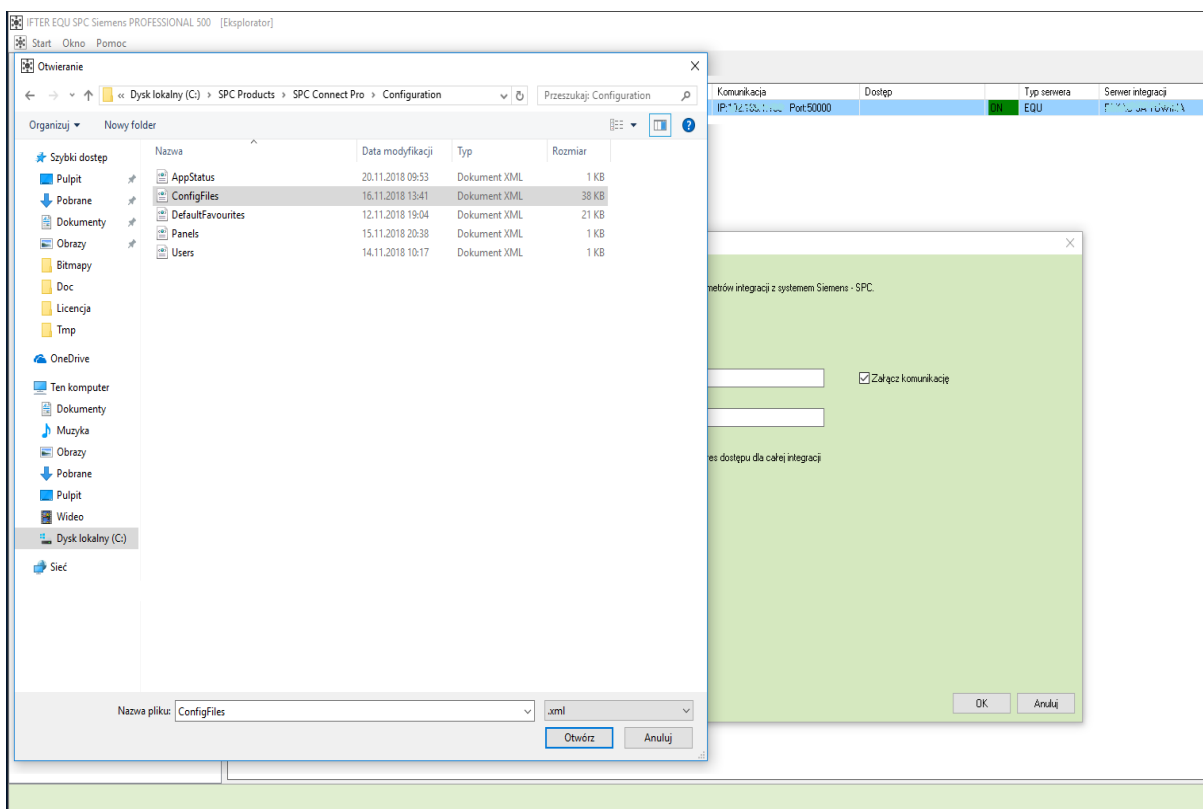 IFTER EQU SPC Siemens PROFESSIONAL 500 [Eksplorator]
Start Okno Pomoc
Otwieranie
« Dysk lokalny (C:) › SPC Products › SPC Connect Pro › Configuration
Przeszukaj: Configuration
Organizuj Nowy folder
Szybki dostęp
Pulpit
Pobrane
Dokumenty
Obrazy
Bitmapy
Doc
Licencja
Tmp
OneDrive
Ten komputer
Dokumenty
Muzyka
Obrazy
Pobrane
Pulpit
Wideo
Dysk lokalny (C:)
Sieć
Nazwa Data modyfikacji Typ Rozmiar
AppStatus 20.11.2018 09:53 Dokument XML 1 KB
ConfigFiles 16.11.2018 13:41 Dokument XML 38 KB
DefaultFavourites 12.11.2018 19:04 Dokument XML 21 KB
Panels 15.11.2018 20:38 Dokument XML 1 KB
Users 14.11.2018 10:17 Dokument XML 1 KB
Nazwa pliku: ConfigFiles .xml
Otwórz Anuluj
Komunikacja Dostęp Typ serwera Serwer integracji
Port:50000 ON EQU
metrów integracji z systemem Siemens - SPC.
Załącz komunikację
res dostępu dla całej integracji
OK Anuluj